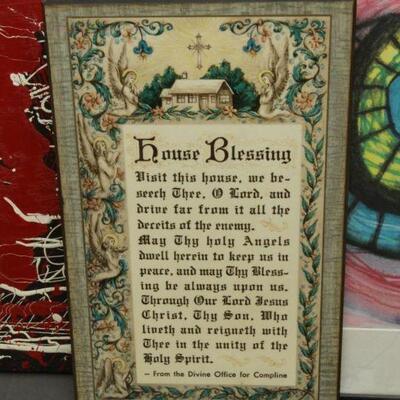 House Blessing
Visit this house, we be-
seech Thee, O Lord, and
drive far from it all the
deceits of the enemy.
May Thy holy Angels
dwell herein to keep us in
peace, and may Thy Bless-
ing be always upon us.
Through Our Lord Jesus
Christ, Thy Son, Who
liveth and reigneth with
Thee in the unity of the
Holy Spirit.
— From the Divine Office for Compline